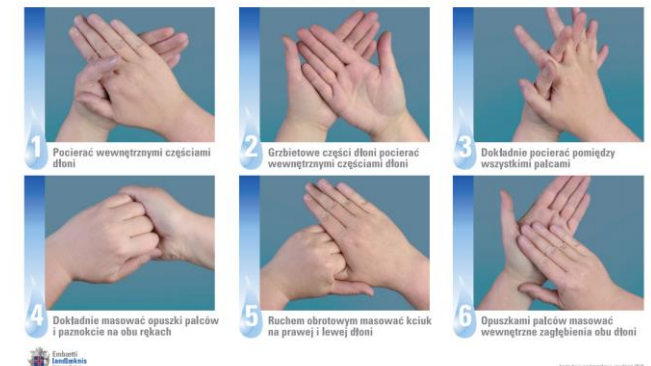 1
Pocierać wewnętrznymi częściami
dłoni
2
Grzbietowe części dłoni pocierać
wewnętrznymi częściami dłoni
3
Dokładnie pocierać pomiędzy
wszystkimi palcami
4
Dokładnie masować opuszki palców
i paznokcie na obu rękach
5
Ruchem obrotowym masować kciuk
na prawej i lewej dłoni
6
Opuszkami palców masować
wewnętrzne zagłębienia obu dłoni
Embætti
landlæknis